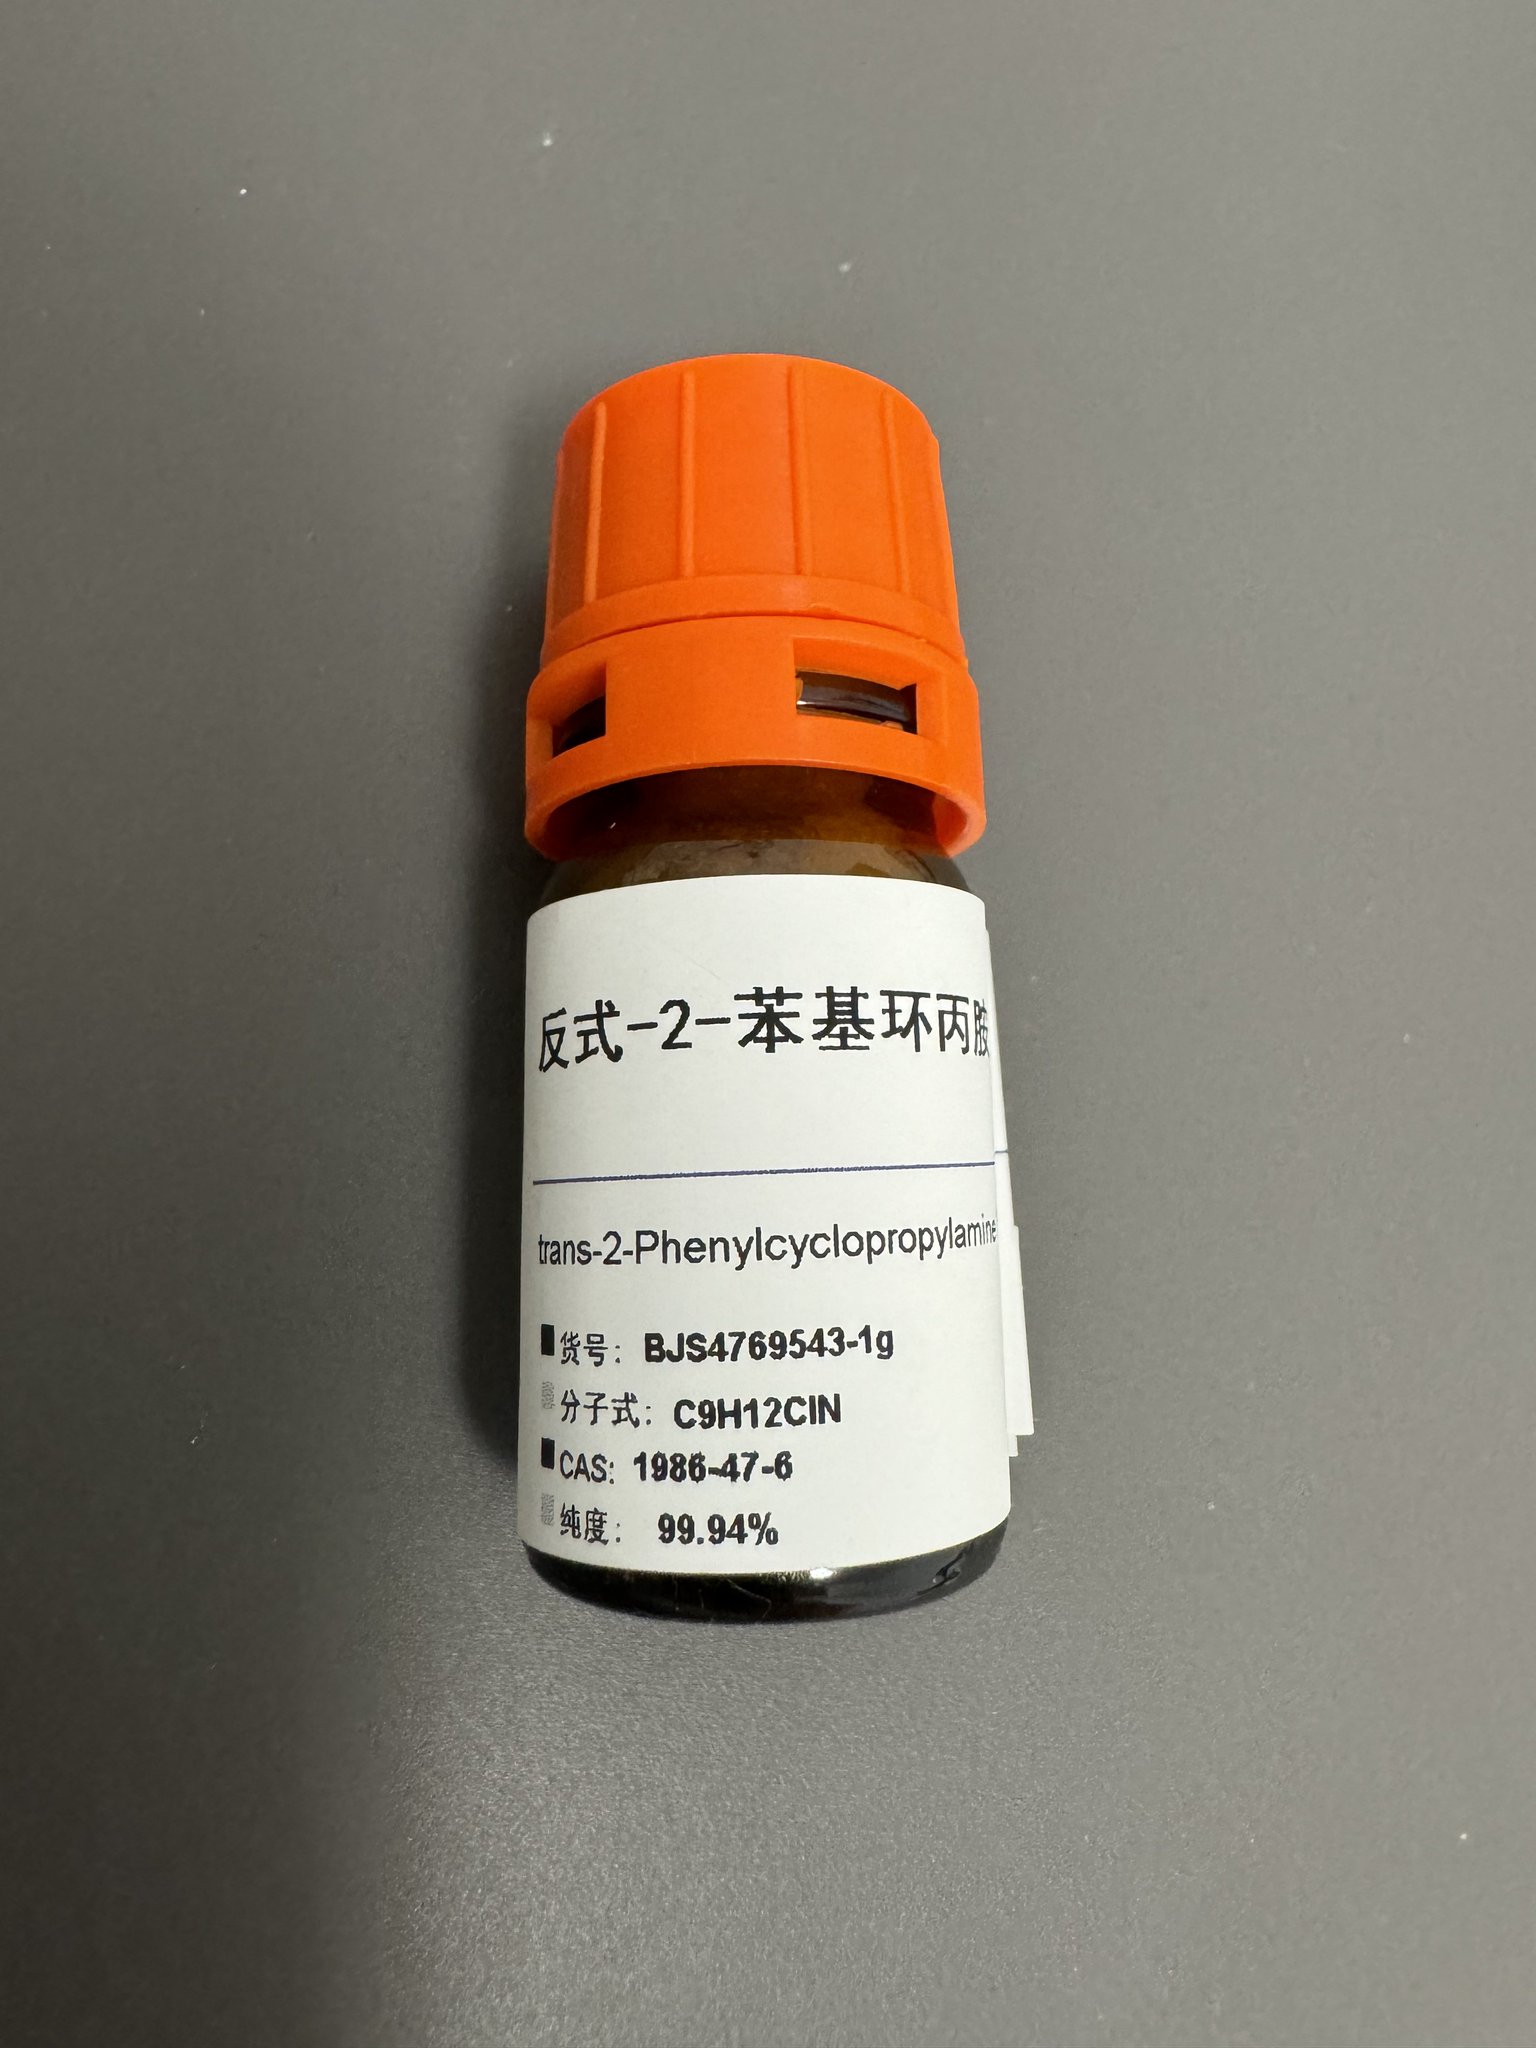 反式-2-苯基环丙胺
trans-2-Phenylcyclopropylamine
货号： BJS4769543-1g
分子式： C9H12ClN
CAS: 1986-47-6
纯度： 99.94%